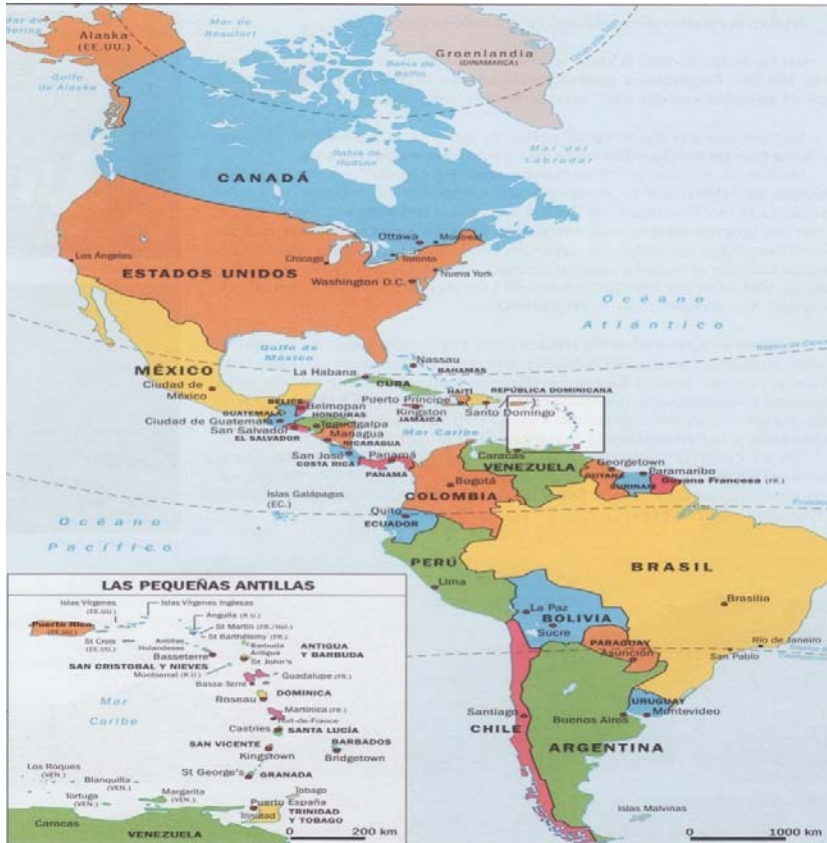 Mar de
Bering
Alaska
(EE.UU.)
Mar de
Beaufort
Golfo
de Alaska
Bahía de
Baffin
Groenlandia
(DINAMARCA)
Bahía de
Hudson
Mar del
Labrador
CANADÁ
Ottawa
Montreal
Toronto
Los Ángeles
Chicago
ESTADOS UNIDOS
Washington D.C.
Nueva York
Océano
Atlántico
Golfo de
México
MÉXICO
Ciudad de
México
La Habana
Nassau
BAHAMAS
CUBA
HAITÍ
REPÚBLICA DOMINICANA
Puerto Príncipe
Santo Domingo
Kingston
JAMAICA
BELICE
Belmopan
GUATEMALA
HONDURAS
Ciudad de Guatemala
Tegucigalpa
San Salvador
EL SALVADOR
Managua
NICARAGUA
Mar Caribe
San José
COSTA RICA
Panamá
PANAMÁ
Caracas
VENEZUELA
Georgetown
GUYANA
Paramaribo
SURINAM
Guyana Francesa (FR.)
Bogotá
COLOMBIA
Islas Galápagos
(EC.)
Quito
ECUADOR
Océano
Pacífico
PERÚ
Lima
BRASIL
Brasilia
La Paz
BOLIVIA
Sucre
PARAGUAY
Asunción
Río de Janeiro
San Pablo
URUGUAY
Santiago
CHILE
Buenos Aires
Montevideo
ARGENTINA
Islas Malvinas
0 1000 km
LAS PEQUEÑAS ANTILLAS
Islas Vírgenes
(EE.UU.)
Islas Vírgenes Inglesas
Puerto Rico
(EE.UU.)
Anguila (R.U.)
St Martin (FR./Hol.)
St Barthélemy (FR.)
St Croix
(EE.UU.)
Antillas
Holandesas
Barbuda
Antigua
ANTIGUA
Y BARBUDA
Basseterre
St John's
SAN CRISTOBAL Y NIEVES
Montserrat (R.U.)
Guadalupe (FR.)
Basse-Terre
DOMINICA
Roseau
Mar
Caribe
Martinica (FR.)
Fort-de-France
Castries
SANTA LUCÍA
SAN VICENTE
BARBADOS
Kingstown
Bridgetown
St George's
GRANADA
Los Roques
(VEN.)
Blanquilla
(VEN.)
Tortuga
(VEN.)
Margarita
(VEN.)
Tobago
Puerto España
Trinidad
TRINIDAD
Y TOBAGO
Caracas
VENEZUELA
0 200 km